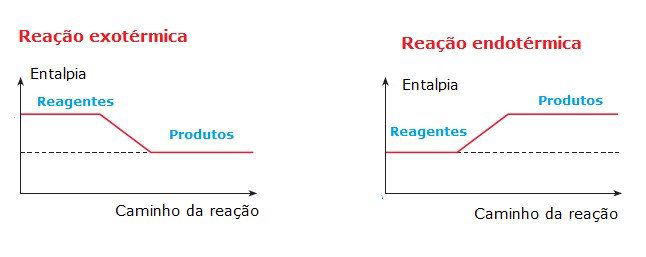 Reação exotérmica
Entalpia
Reagentes
Produtos
Caminho da reação
Reação endotérmica
Entalpia
Produtos
Reagentes
Caminho da reação